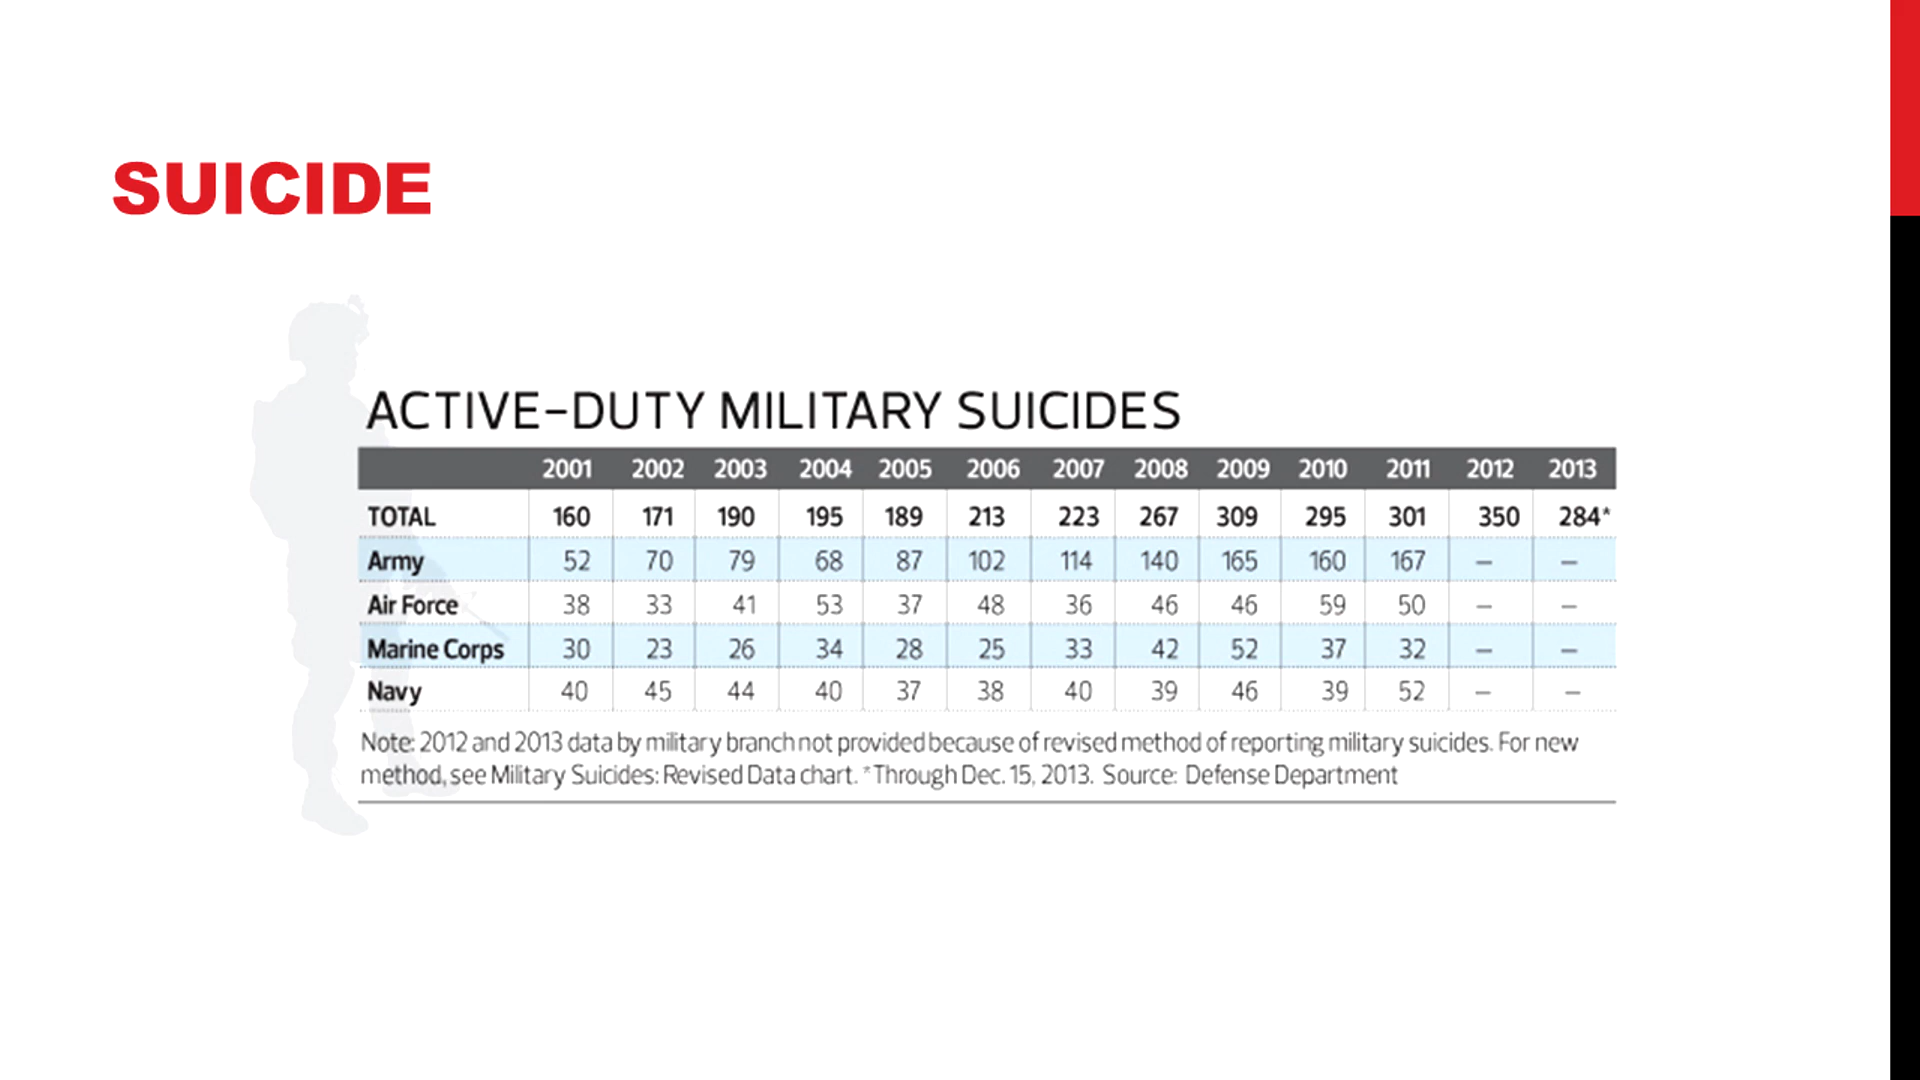 SUICIDE
ACTIVE–DUTY MILITARY SUICIDES
2001 2002 2003 2004 2005 2006 2007 2008 2009 2010 2011 2012 2013
TOTAL 160 171 190 195 189 213 223 267 309 295 301 350 284*
Army 52 70 79 68 87 102 114 140 165 160 167 – –
Air Force 38 33 41 53 37 48 36 46 46 59 50 – –
Marine Corps 30 23 26 34 28 25 33 42 52 37 32 – –
Navy 40 45 44 40 37 38 40 39 46 39 52 – –
Note: 2012 and 2013 data by military branch not provided because of revised method of reporting military suicides. For new
method, see Military Suicides: Revised Data chart. *Through Dec. 15, 2013. Source: Defense Department